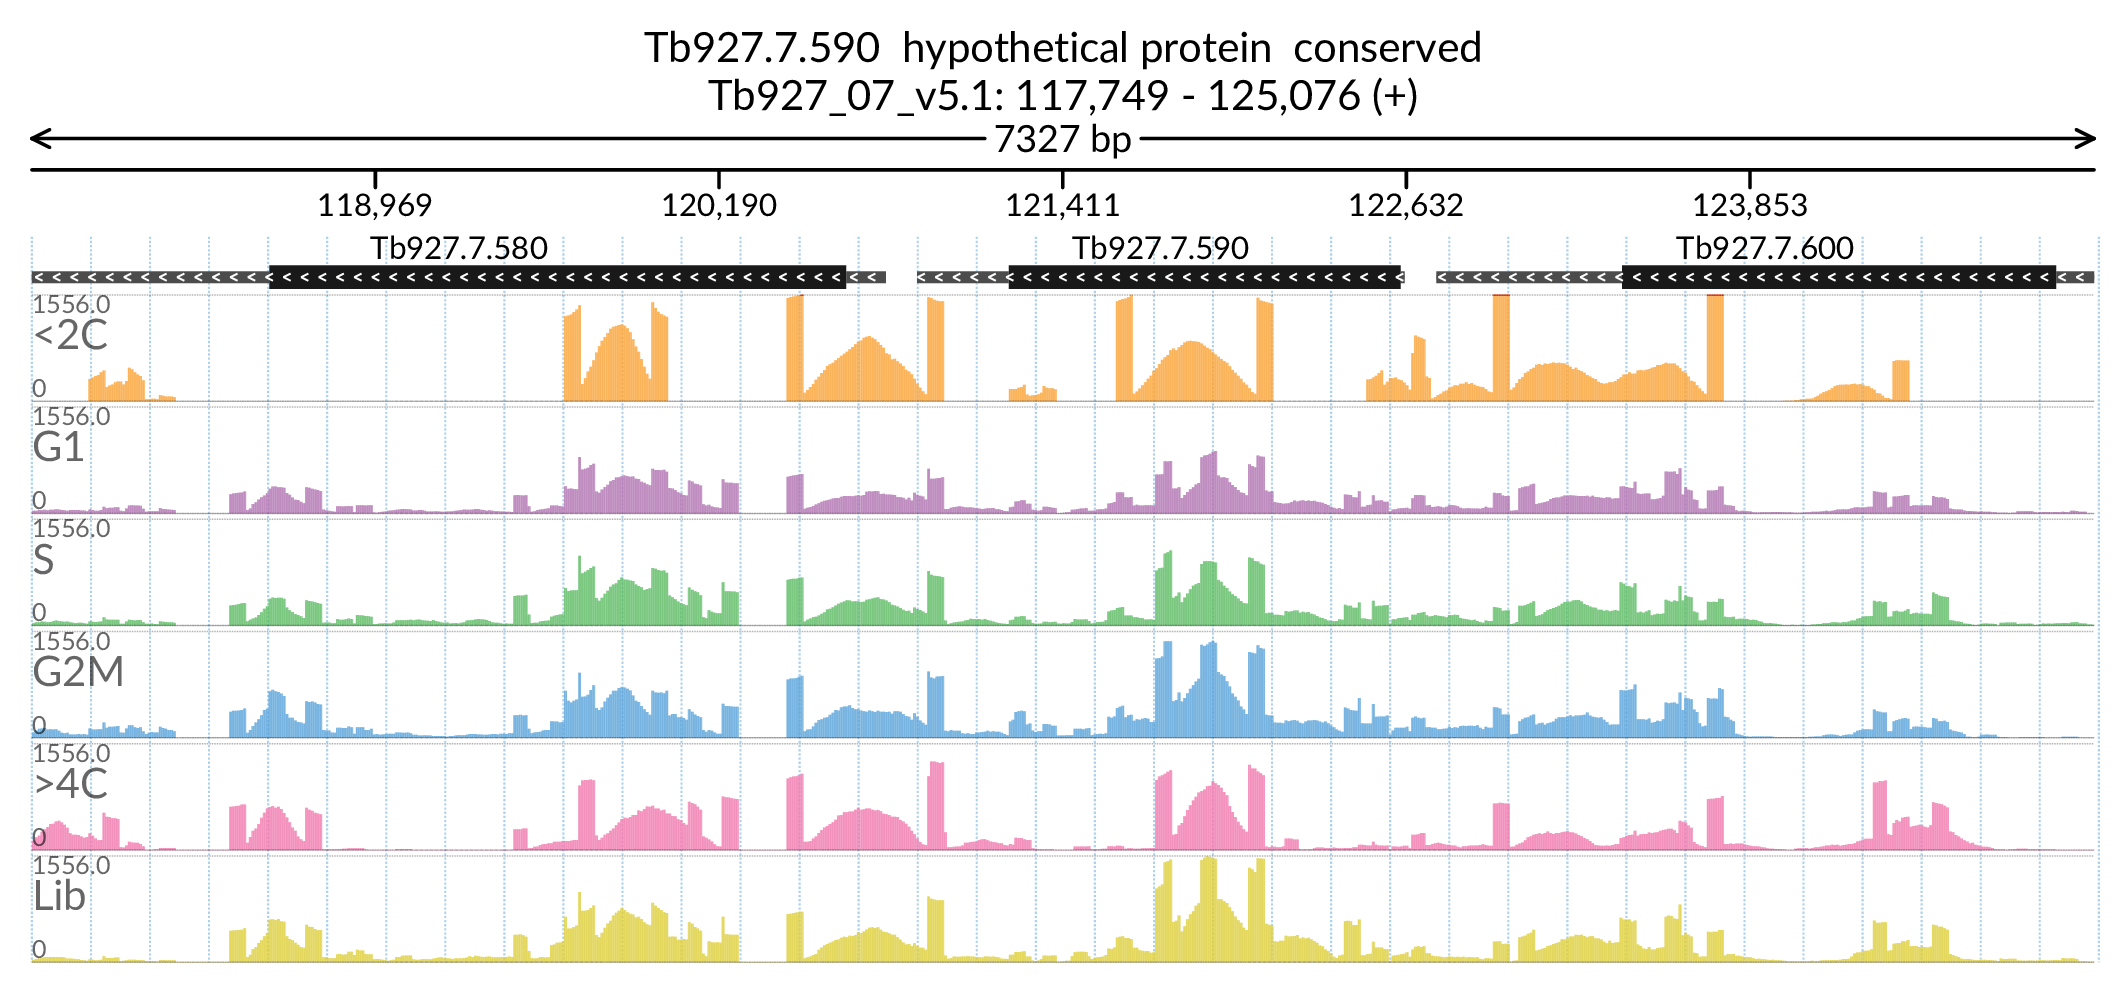 Tb927.7.590 hypothetical protein conserved
Tb927_07_v5.1: 117,749 - 125,076 (+)
7327 bp
118,969 120,190 121,411 122,632 123,853
Tb927.7.580 Tb927.7.590 Tb927.7.600
1556.0
<2C
0
1556.0
G1
0
1556.0
S
0
1556.0
G2M
0
1556.0
>4C
0
1556.0
Lib
0